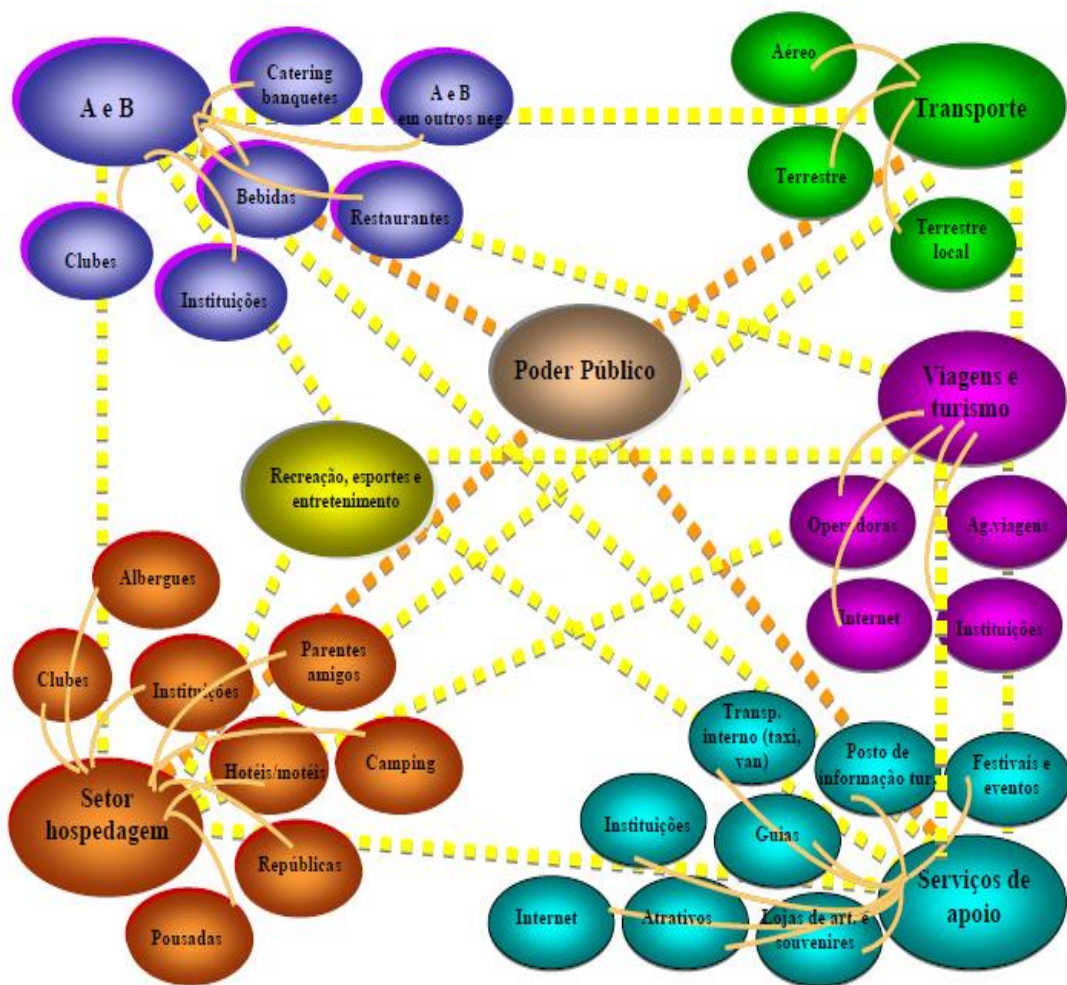 A e B
Catering
banquetes
A e B
em outros neg.
Bebidas
Restaurantes
Clubes
Instituições
Aéreo
Transporte
Terrestre
Terrestre
local
Poder Público
Viagens e
turismo
Recreação, esportes e
entretenimento
Operadoras
Ag.viagens
Internet
Instituições
Albergues
Clubes
Instituições
Parentes
amigos
Hotéis/motéis
Camping
Setor
hospedagem
Repúblicas
Pousadas
Transp.
interno (taxi,
van)
Posto de
informação tur.
Festivais e
eventos
Instituições
Guias
Serviços de
apoio
Internet
Atrativos
Lojas de art. e
souvenires